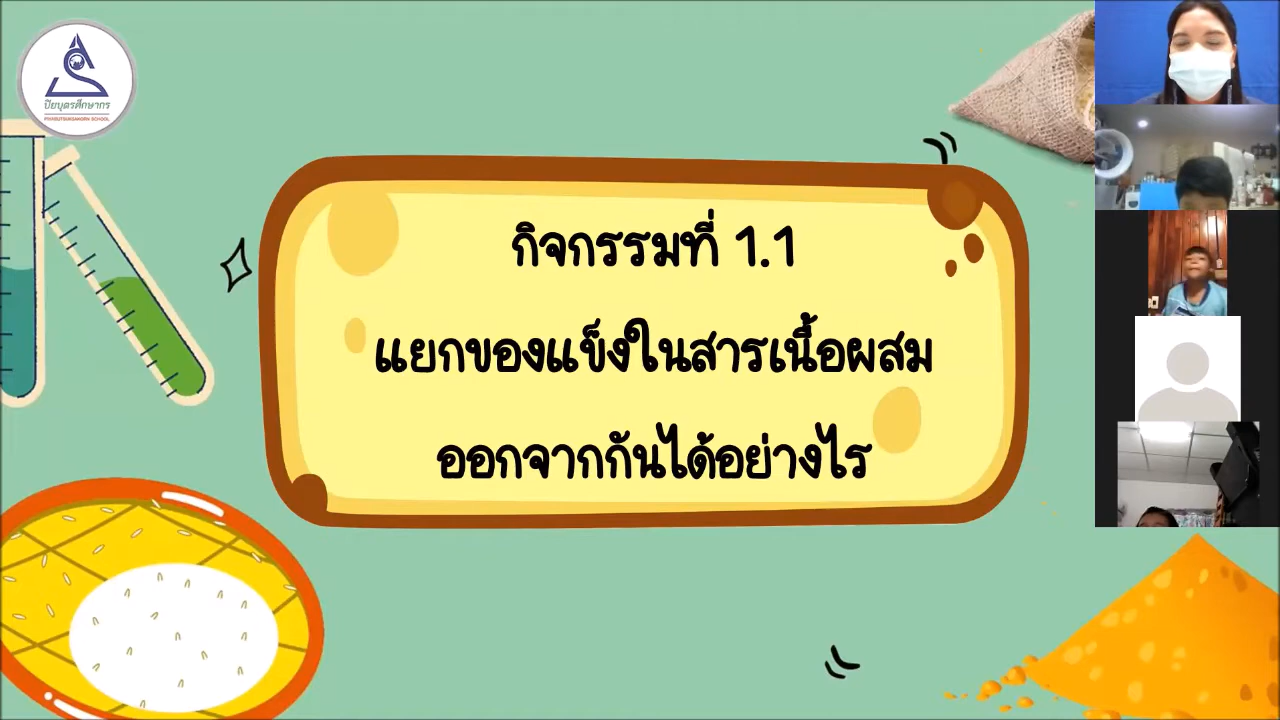 ปิยบุตรศึกษากร
PIYABUTSUKSAKORN SCHOOL
กิจกรรมที่ 1.1
แยกของแข็งในสารเนื้อผสม
ออกจากกันได้อย่างไร